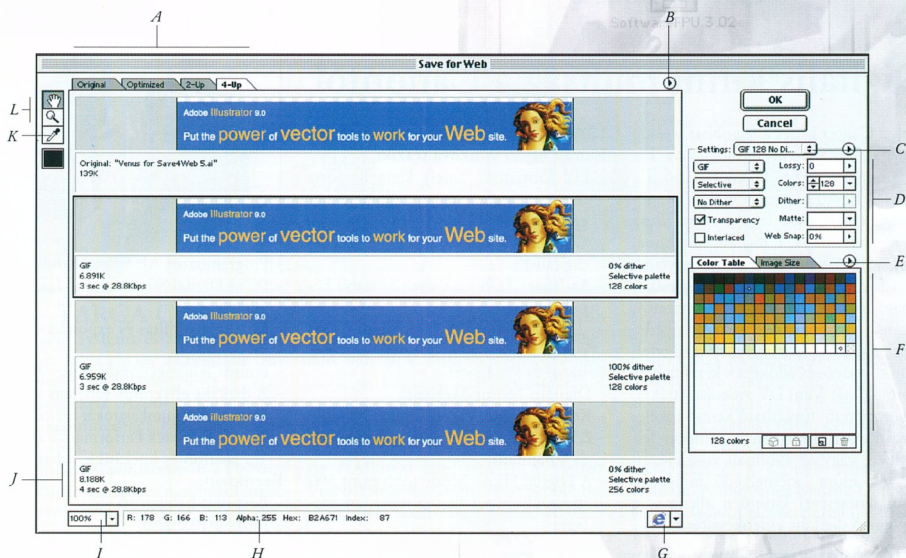 A
B
Software FPU 3.02
Save for Web
Original Optimized 2-Up 4-Up
L
K
Adobe Illustrator 9.0
Put the power of vector tools to work for your Web site.
Original: "Venus for Save4Web 5.ai"
139K
Adobe Illustrator 9.0
Put the power of vector tools to work for your Web site.
GIF
6.891K
3 sec @ 28.8Kbps
0% dither
Selective palette
128 colors
Adobe Illustrator 9.0
Put the power of vector tools to work for your Web site.
GIF
6.959K
3 sec @ 28.8Kbps
100% dither
Selective palette
128 colors
Adobe Illustrator 9.0
Put the power of vector tools to work for your Web site.
J
GIF
8.188K
4 sec @ 28.8Kbps
0% dither
Selective palette
256 colors
100% R: 178 G: 166 B: 113 Alpha: 255 Hex: B2A671 Index: 87
I
H
G
OK
Cancel
Settings: GIF 128 No Di...
C
GIF Lossy: 0
Selective Colors: 128
No Dither Dither:
D
Transparency Matte:
Interlaced Web Snap: 0%
Color Table Image Size
E
F
128 colors